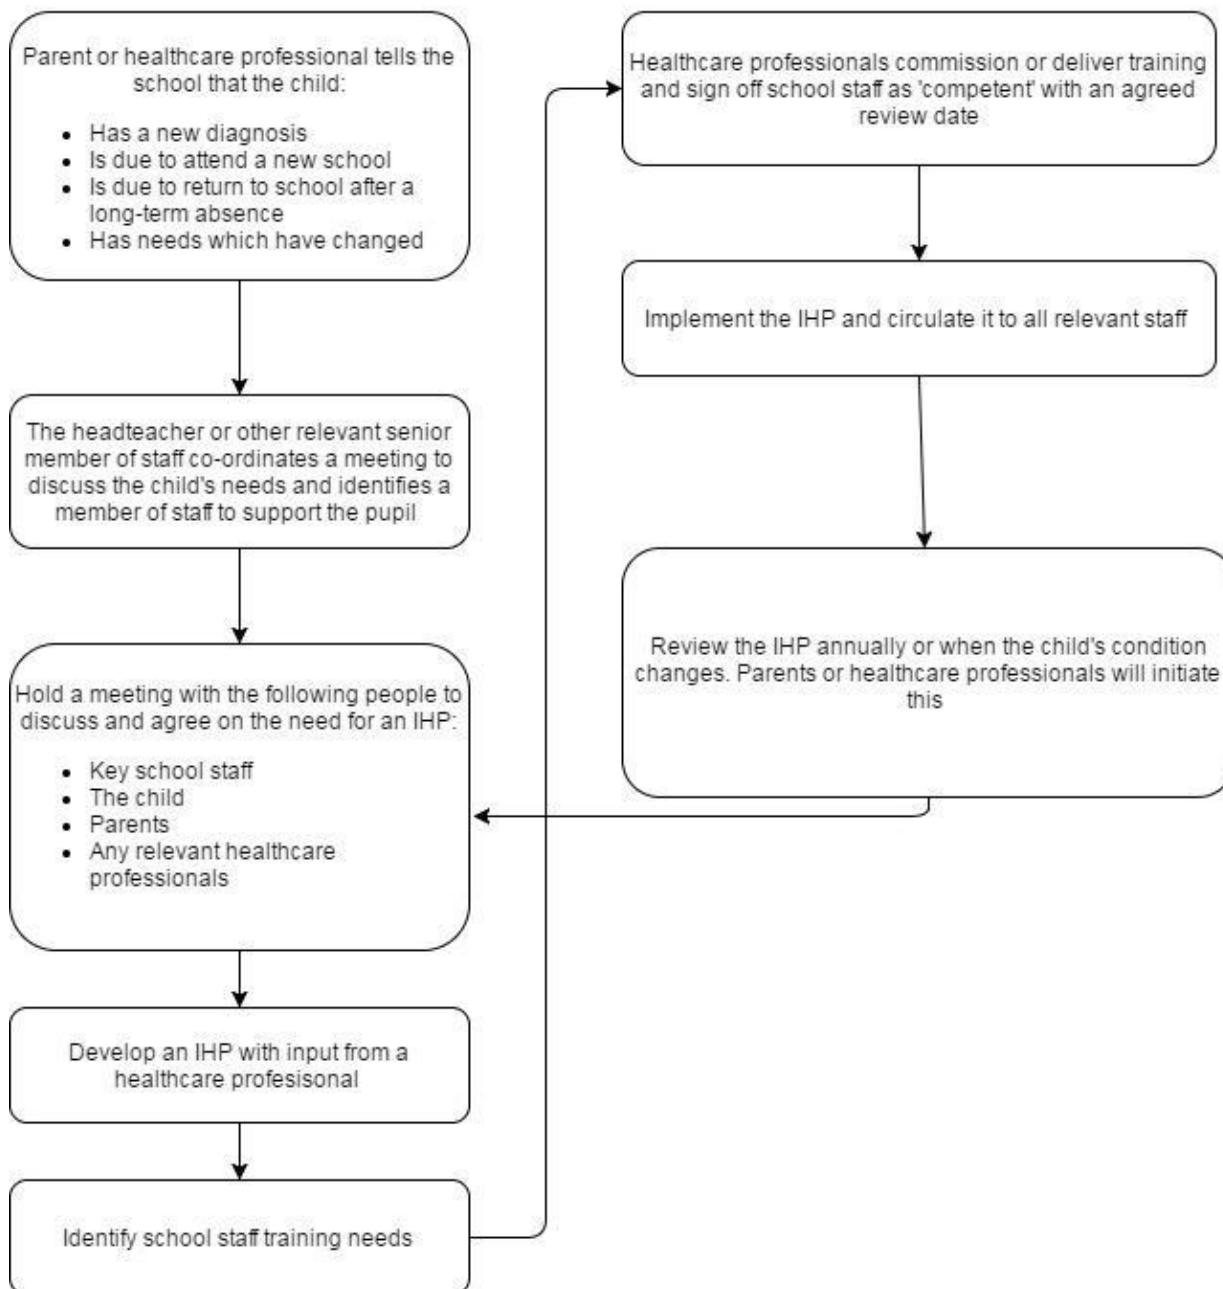 Parent or healthcare professional tells the
school that the child:
• Has a new diagnosis
• Is due to attend a new school
• Is due to return to school after a
long-term absence
• Has needs which have changed
The headteacher or other relevant senior
member of staff co-ordinates a meeting to
discuss the child's needs and identifies a
member of staff to support the pupil
Hold a meeting with the following people to
discuss and agree on the need for an IHP:
• Key school staff
• The child
• Parents
• Any relevant healthcare
professionals
Develop an IHP with input from a
healthcare profesisonal
Identify school staff training needs
Healthcare professionals commission or deliver training
and sign off school staff as 'competent' with an agreed
review date
Implement the IHP and circulate it to all relevant staff
Review the IHP annually or when the child's condition
changes. Parents or healthcare professionals will initiate
this